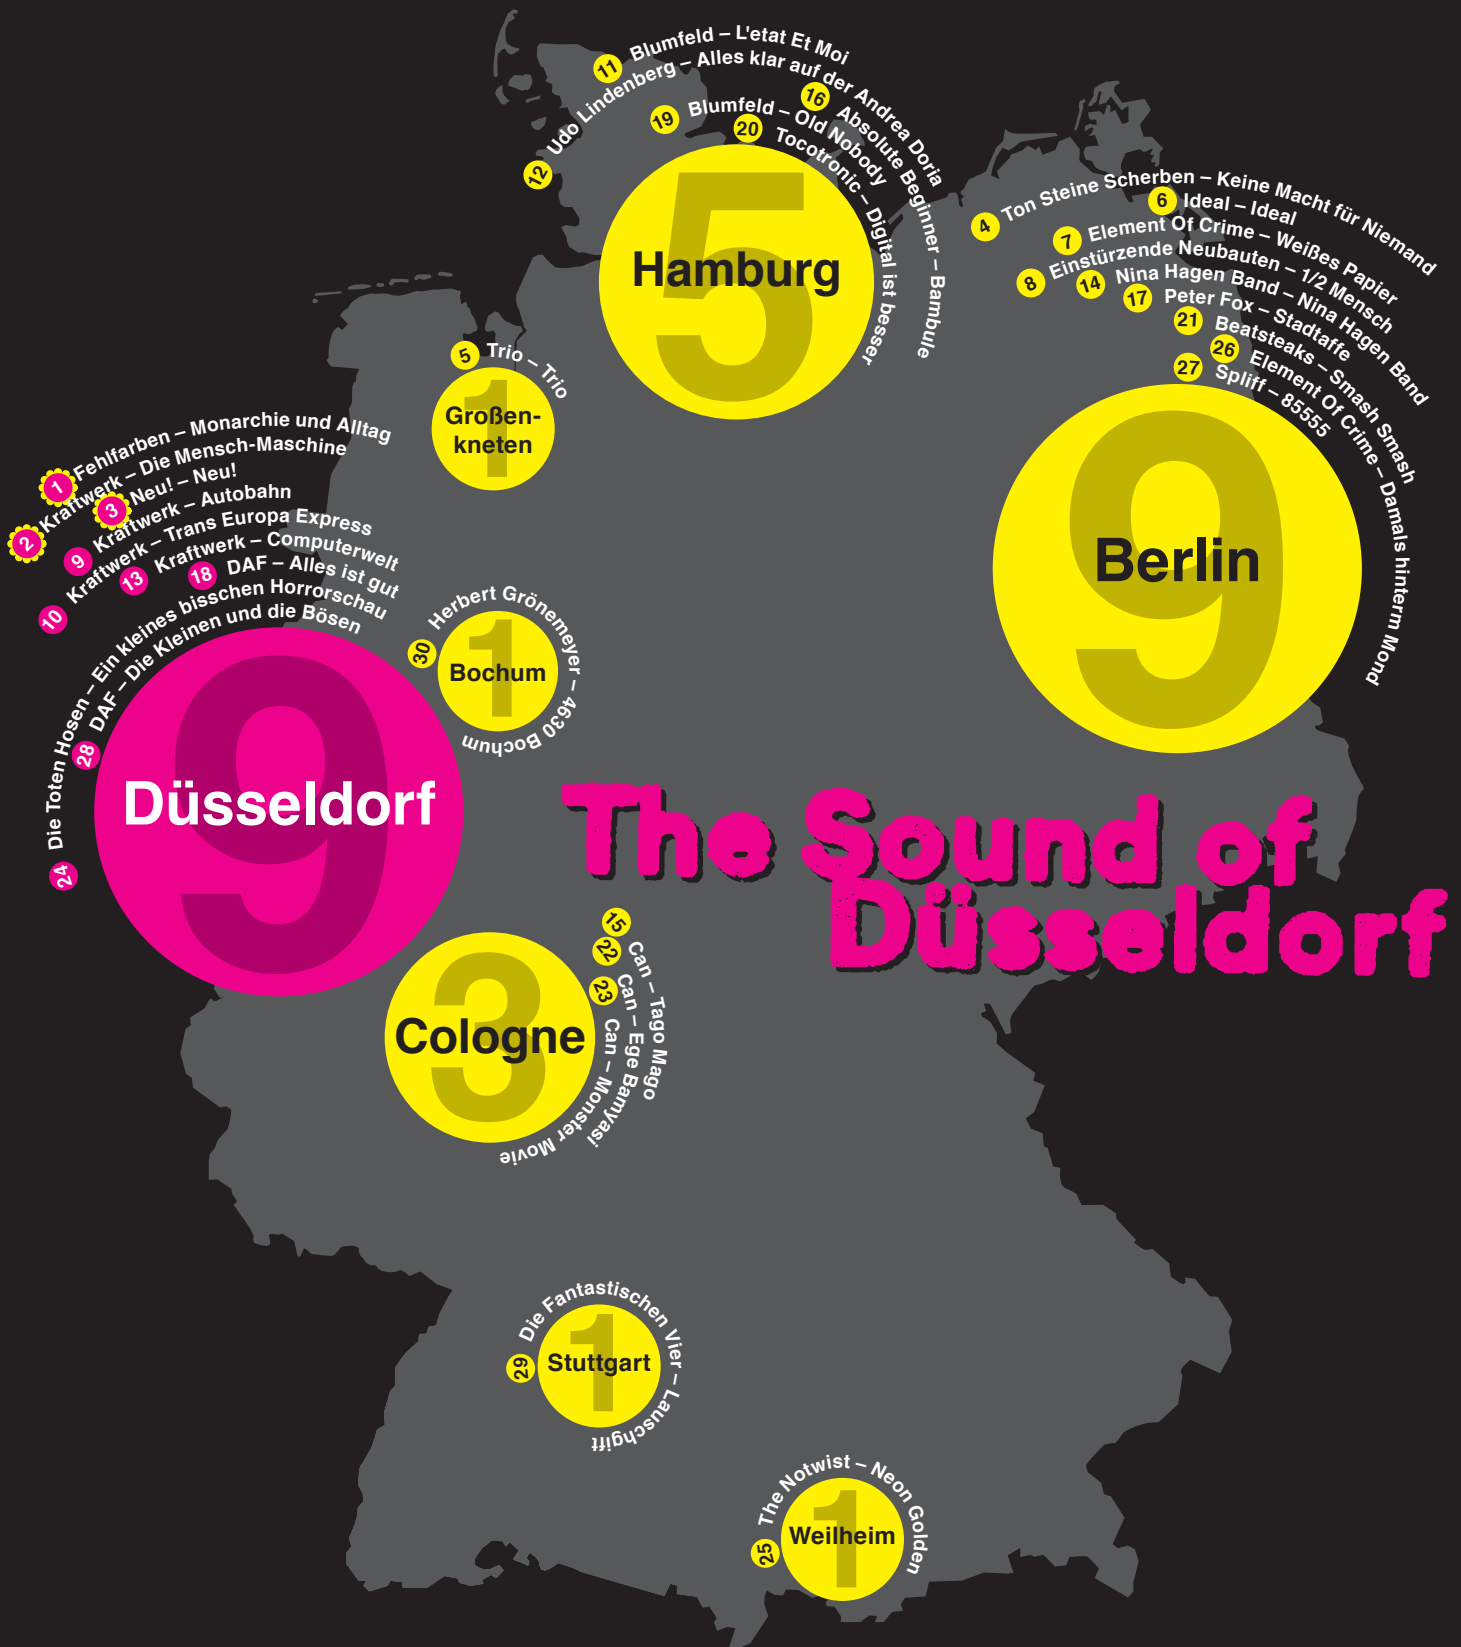 11 Blumfeld – L'etat Et Moi
12 Udo Lindenberg – Alles klar auf der Andrea Doria
16 Absolute Beginner – Bambule
19 Blumfeld – Old Nobody
20 Tocotronic – Digital ist besser
5
Hamburg
4 Ton Steine Scherben – Keine Macht für Niemand
6 Ideal – Ideal
7 Element Of Crime – Weißes Papier
8 Einstürzende Neubauten – 1/2 Mensch
14 Nina Hagen Band – Nina Hagen Band
17 Peter Fox – Stadtaffe
21 Beatsteaks – Smash Smash
26 Element Of Crime – Damals hinterm Mond
27 Spliff – 85555
9
Berlin
5 Trio – Trio
1
Großen-
kneten
1 Fehlfarben – Monarchie und Alltag
2 Kraftwerk – Die Mensch-Maschine
3 Neu! – Neu!
9 Kraftwerk – Autobahn
10 Kraftwerk – Trans Europa Express
13 Kraftwerk – Computerwelt
18 DAF – Alles ist gut
24 Die Toten Hosen – Ein kleines bisschen Horrorschau
28 DAF – Die Kleinen und die Bösen
9
Düsseldorf
30 Herbert Grönemeyer – 4630 Bochum
1
Bochum
The Sound of
Düsseldorf
15 Can – Tago Mago
22 Can – Ege Bamyasi
23 Can – Monster Movie
3
Cologne
29 Die Fantastischen Vier – Lauschgift
1
Stuttgart
25 The Notwist – Neon Golden
1
Weilheim